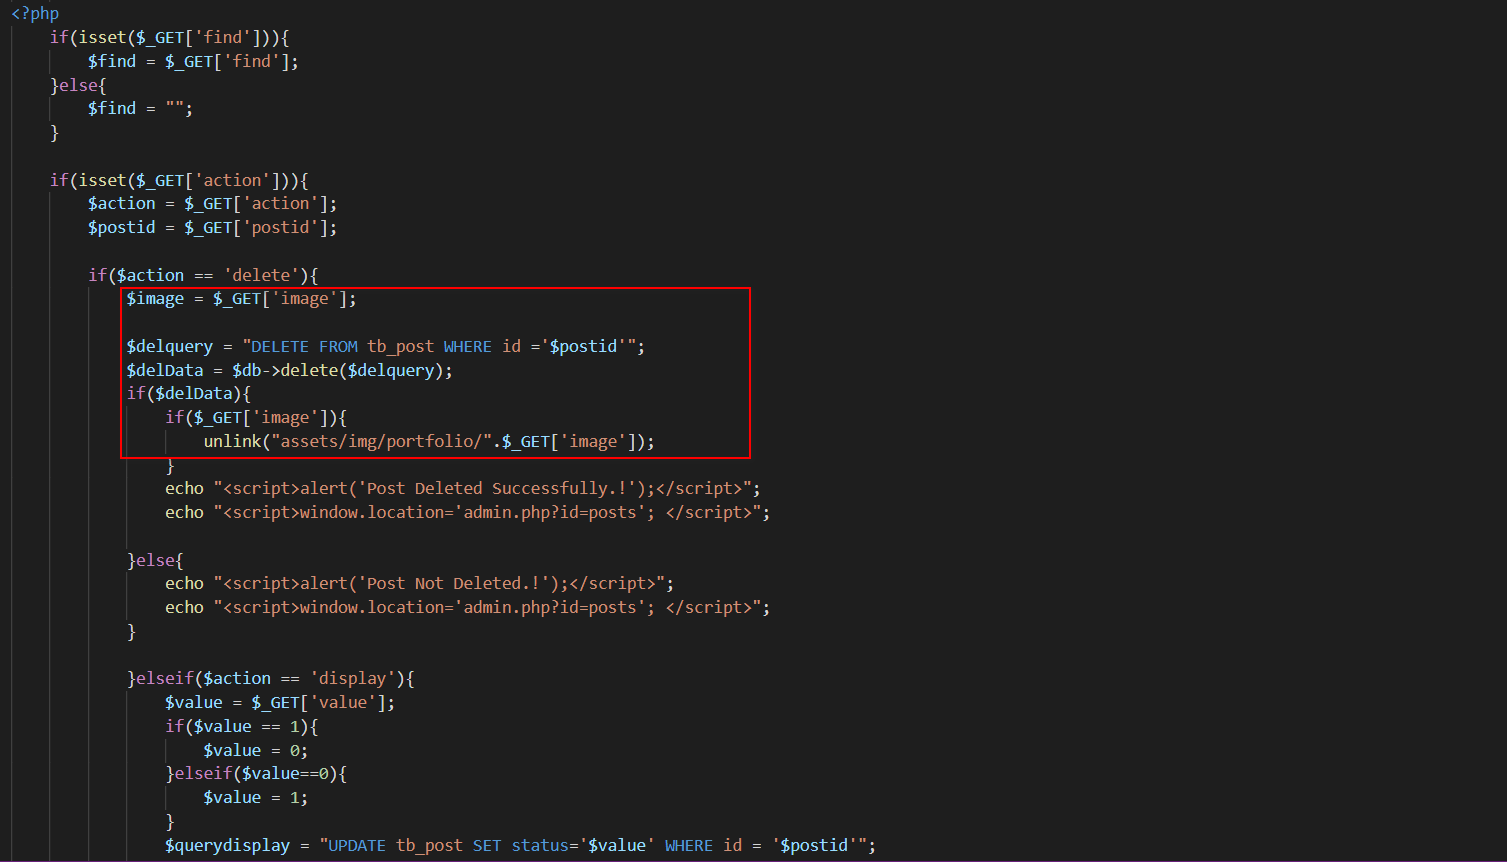 <?php
if(isset($_GET['find'])){
$find = $_GET['find'];
}else{
$find = "";
}
if(isset($_GET['action'])){
$action = $_GET['action'];
$postid = $_GET['postid'];
if($action == 'delete'){
$image = $_GET['image'];
$delquery = "DELETE FROM tb_post WHERE id ='$postid'";
$delData = $db->delete($delquery);
if($delData){
if($_GET['image']){
unlink("assets/img/portfolio/".$_GET['image']);
}
echo "<script>alert('Post Deleted Successfully.!');</script>";
echo "<script>window.location='admin.php?id=posts'; </script>";
}else{
echo "<script>alert('Post Not Deleted.!');</script>";
echo "<script>window.location='admin.php?id=posts'; </script>";
}
}elseif($action == 'display'){
$value = $_GET['value'];
if($value == 1){
$value = 0;
}elseif($value==0){
$value = 1;
}
$querydisplay = "UPDATE tb_post SET status='$value' WHERE id = '$postid'";